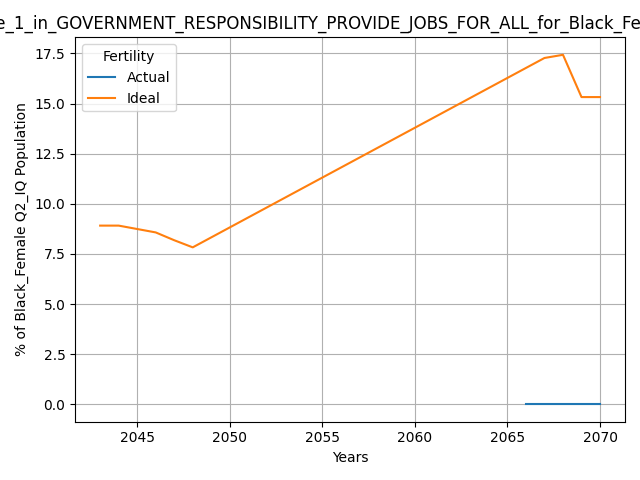 e_1_in_GOVERNMENT_RESPONSIBILITY_PROVIDE_JOBS_FOR_ALL_for_Black_Fe
Fertility
Actual
Ideal
% of Black_Female Q2_IQ Population
17.5
15.0
12.5
10.0
7.5
5.0
2.5
0.0
2045 2050 2055 2060 2065 2070
Years